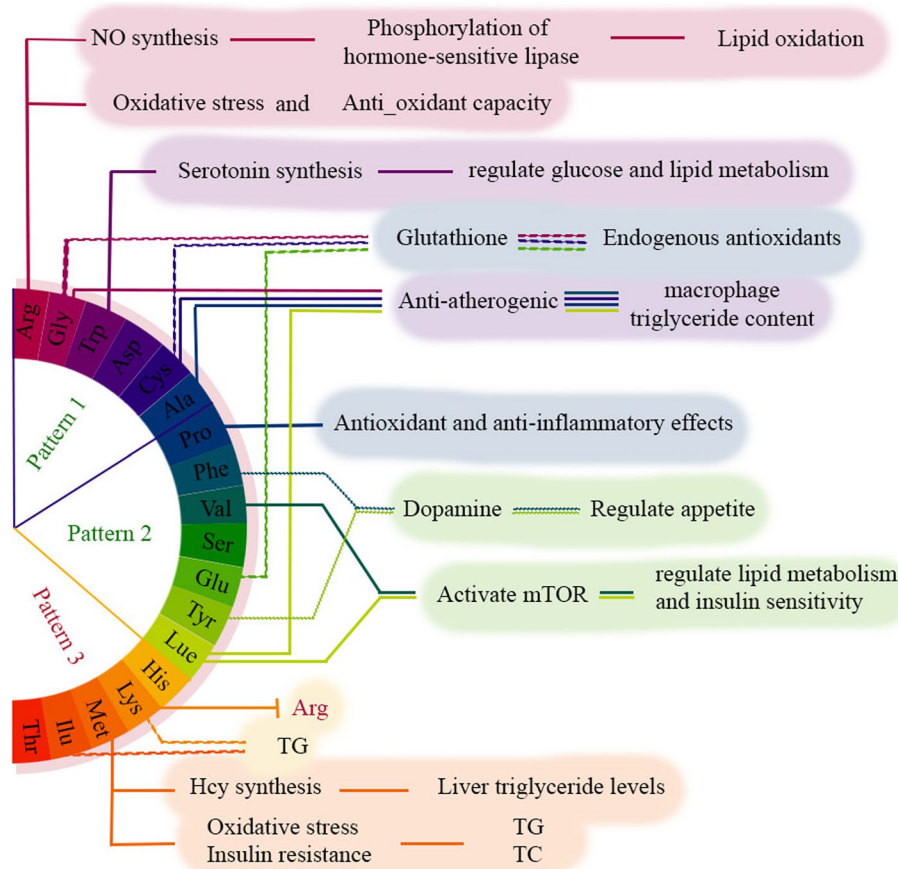 NO synthesis
Phosphorylation of
hormone-sensitive lipase
Lipid oxidation
Oxidative stress and Anti_oxidant capacity
Serotonin synthesis
regulate glucose and lipid metabolism
Glutathione
Endogenous antioxidants
Anti-atherogenic
macrophage
triglyceride content
Arg
Gly
Trp
Asp
Cys
Ala
Pro
Phe
Val
Ser
Glu
Tyr
Lue
His
Lys
Met
Ilu
Thr
Pattern 1
Pattern 2
Pattern 3
Antioxidant and anti-inflammatory effects
Dopamine
Regulate appetite
Activate mTOR
regulate lipid metabolism
and insulin sensitivity
Arg
TG
Hcy synthesis
Liver triglyceride levels
Oxidative stress
Insulin resistance
TG
TC